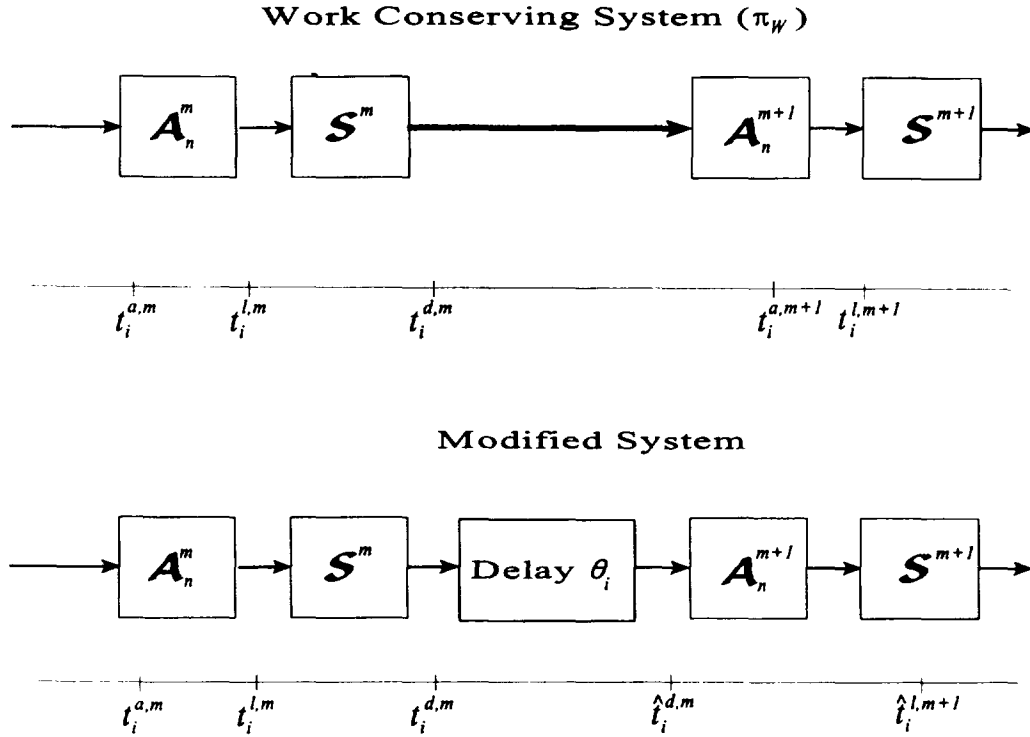 Work Conserving System (π_W)
A_n^m S^m A_n^{m+1} S^{m+1}
t_i^{a,m} t_i^{l,m} t_i^{d,m} t_i^{a,m+1} t_i^{l,m+1}
Modified System
A_n^m S^m Delay θ_i A_n^{m+1} S^{m+1}
t_i^{a,m} t_i^{l,m} t_i^{d,m} t̂_i^{d,m} t̂_i^{l,m+1}